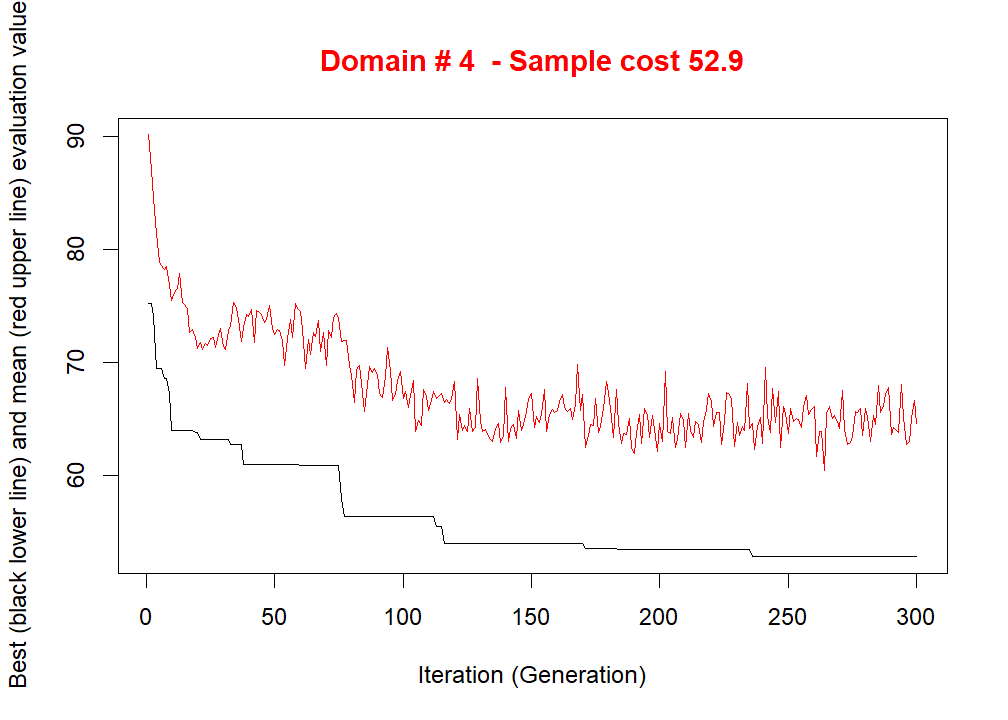 Domain # 4  - Sample cost 52.9
Best (black lower line) and mean (red upper line) evaluation value
90
80
70
60
0 50 100 150 200 250 300
Iteration (Generation)